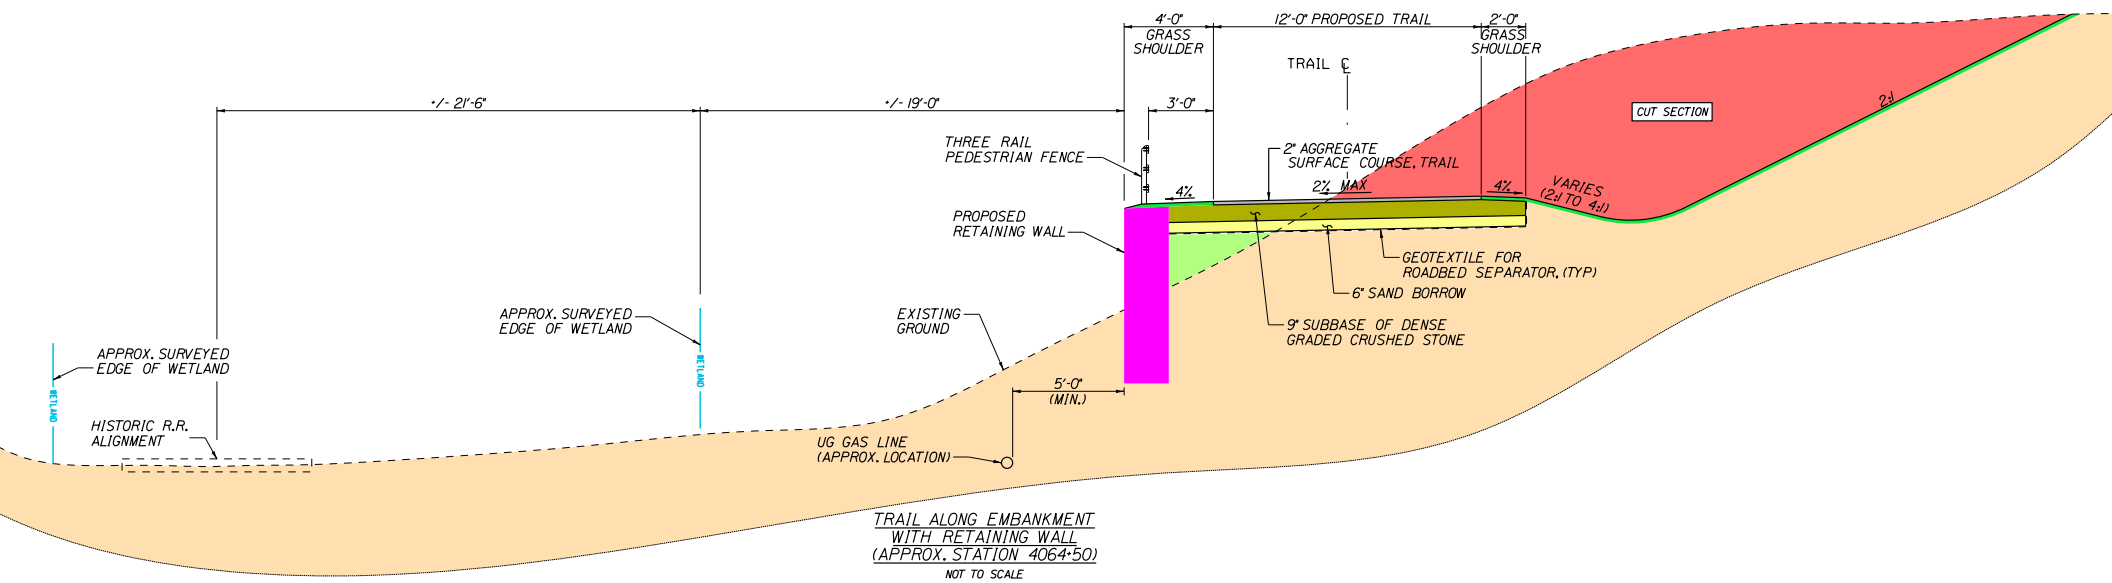 4'-0"
12'-0" PROPOSED TRAIL
2'-0"
GRASS
SHOULDER
GRASS
SHOULDER
TRAIL ℄
+/- 21'-6"
+/- 19'-0"
3'-0"
2:1
CUT SECTION
THREE RAIL
PEDESTRIAN FENCE
2" AGGREGATE
SURFACE COURSE, TRAIL
4%
2% MAX
4%
VARIES
(2:1 TO 4:1)
PROPOSED
RETAINING WALL
GEOTEXTILE FOR
ROADBED SEPARATOR, (TYP)
6" SAND BORROW
9" SUBBASE OF DENSE
GRADED CRUSHED STONE
APPROX. SURVEYED
EDGE OF WETLAND
EXISTING
GROUND
APPROX. SURVEYED
EDGE OF WETLAND
WETLAND
WETLAND
5'-0"
(MIN.)
HISTORIC R.R.
ALIGNMENT
UG GAS LINE
(APPROX. LOCATION)
TRAIL ALONG EMBANKMENT
WITH RETAINING WALL
(APPROX. STATION 4064+50)
NOT TO SCALE